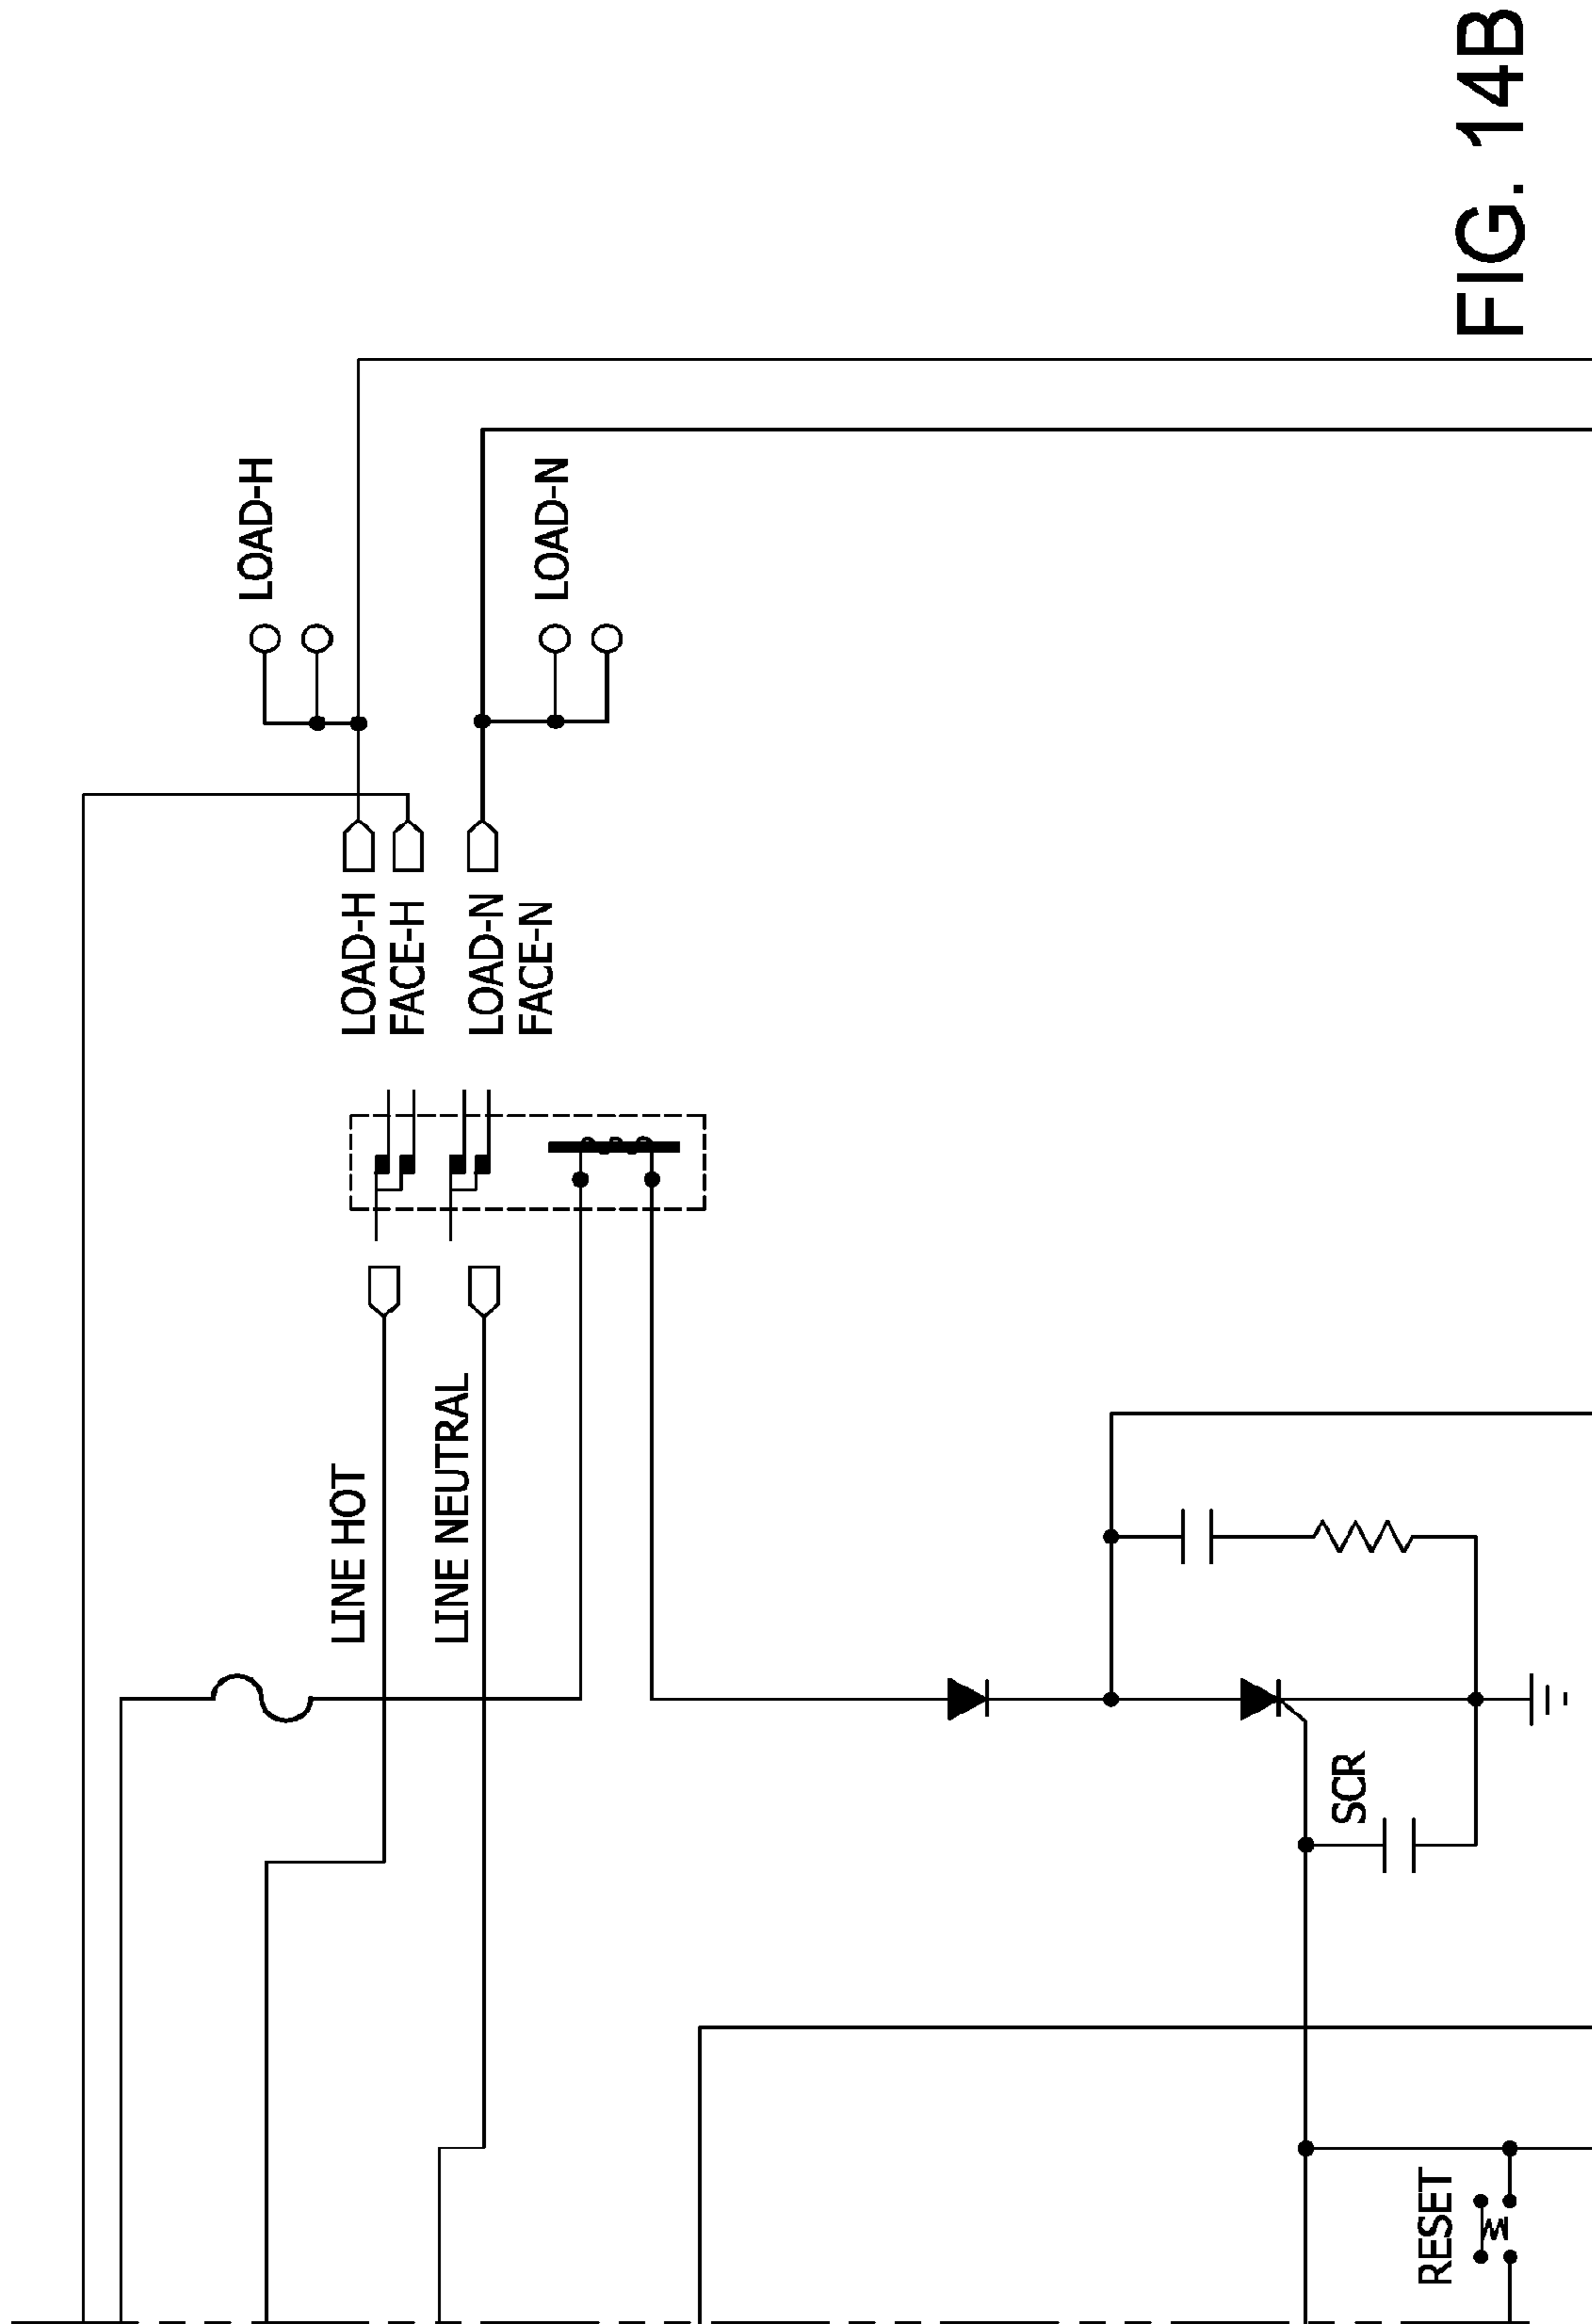 LINE HOT
LINE NEUTRAL
LOAD-H
FACE-H
LOAD-N
FACE-N
LOAD-H
LOAD-N
SCR
RESET
FIG. 14B